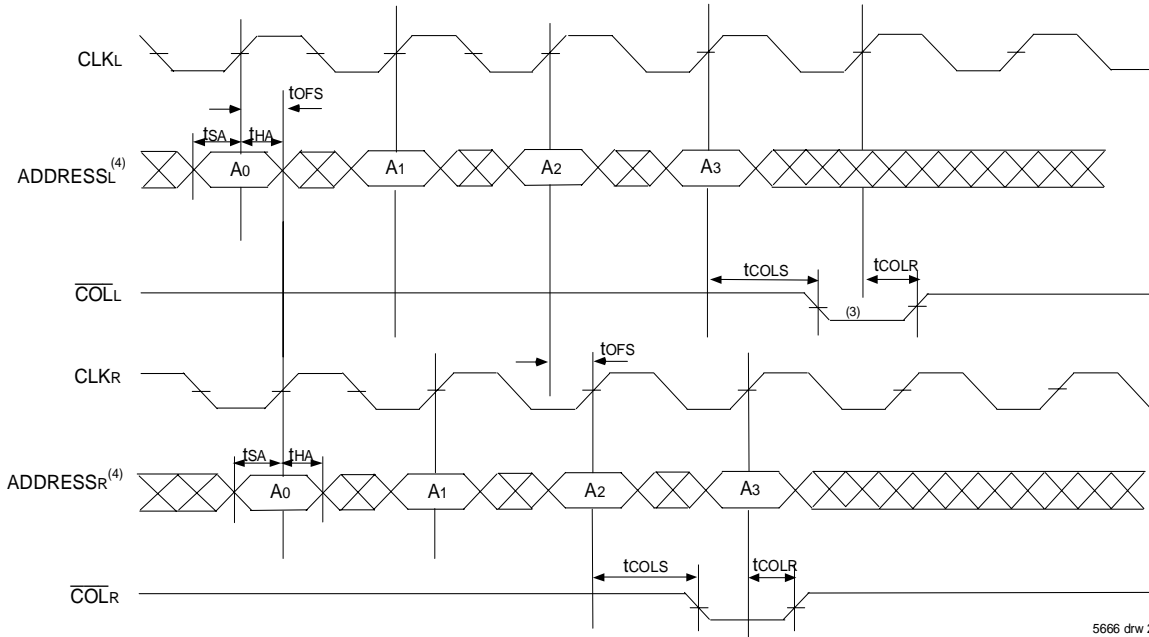 CLKL
tOFS
tSA tHA
ADDRESSL(4) A0 A1 A2 A3
tCOLS tCOLR
COLL (3)
tOFS
CLKR
tSA tHA
ADDRESSR(4) A0 A1 A2 A3
tCOLS tCOLR
COLR
5666 drw 2